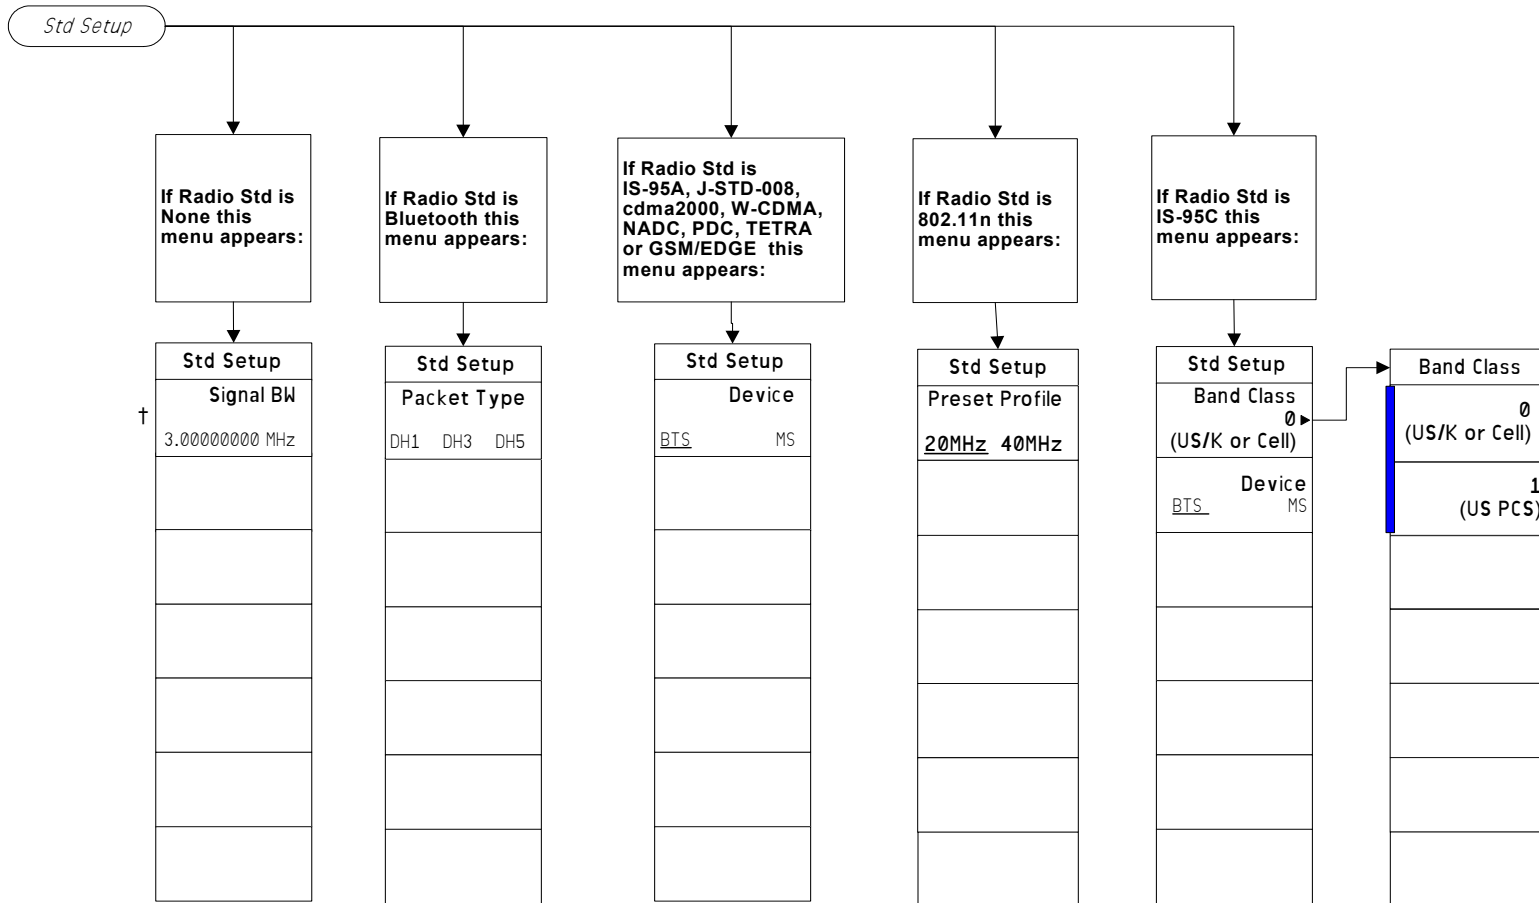 Std Setup
If Radio Std is
None this
menu appears:
If Radio Std is
Bluetooth this
menu appears:
If Radio Std is
IS-95A, J-STD-008,
cdma2000, W-CDMA,
NADC, PDC, TETRA
or GSM/EDGE this
menu appears:
If Radio Std is
802.11n this
menu appears:
If Radio Std is
IS-95C this
menu appears:
Std Setup
Signal BW
†
3.00000000 MHz
Std Setup
Packet Type
DH1 DH3 DH5
Std Setup
Device
BTS MS
Std Setup
Preset Profile
20MHz 40MHz
Std Setup
Band Class
0
(US/K or Cell)
Device
BTS MS
Band Class
0
(US/K or Cell)
1
(US PCS)